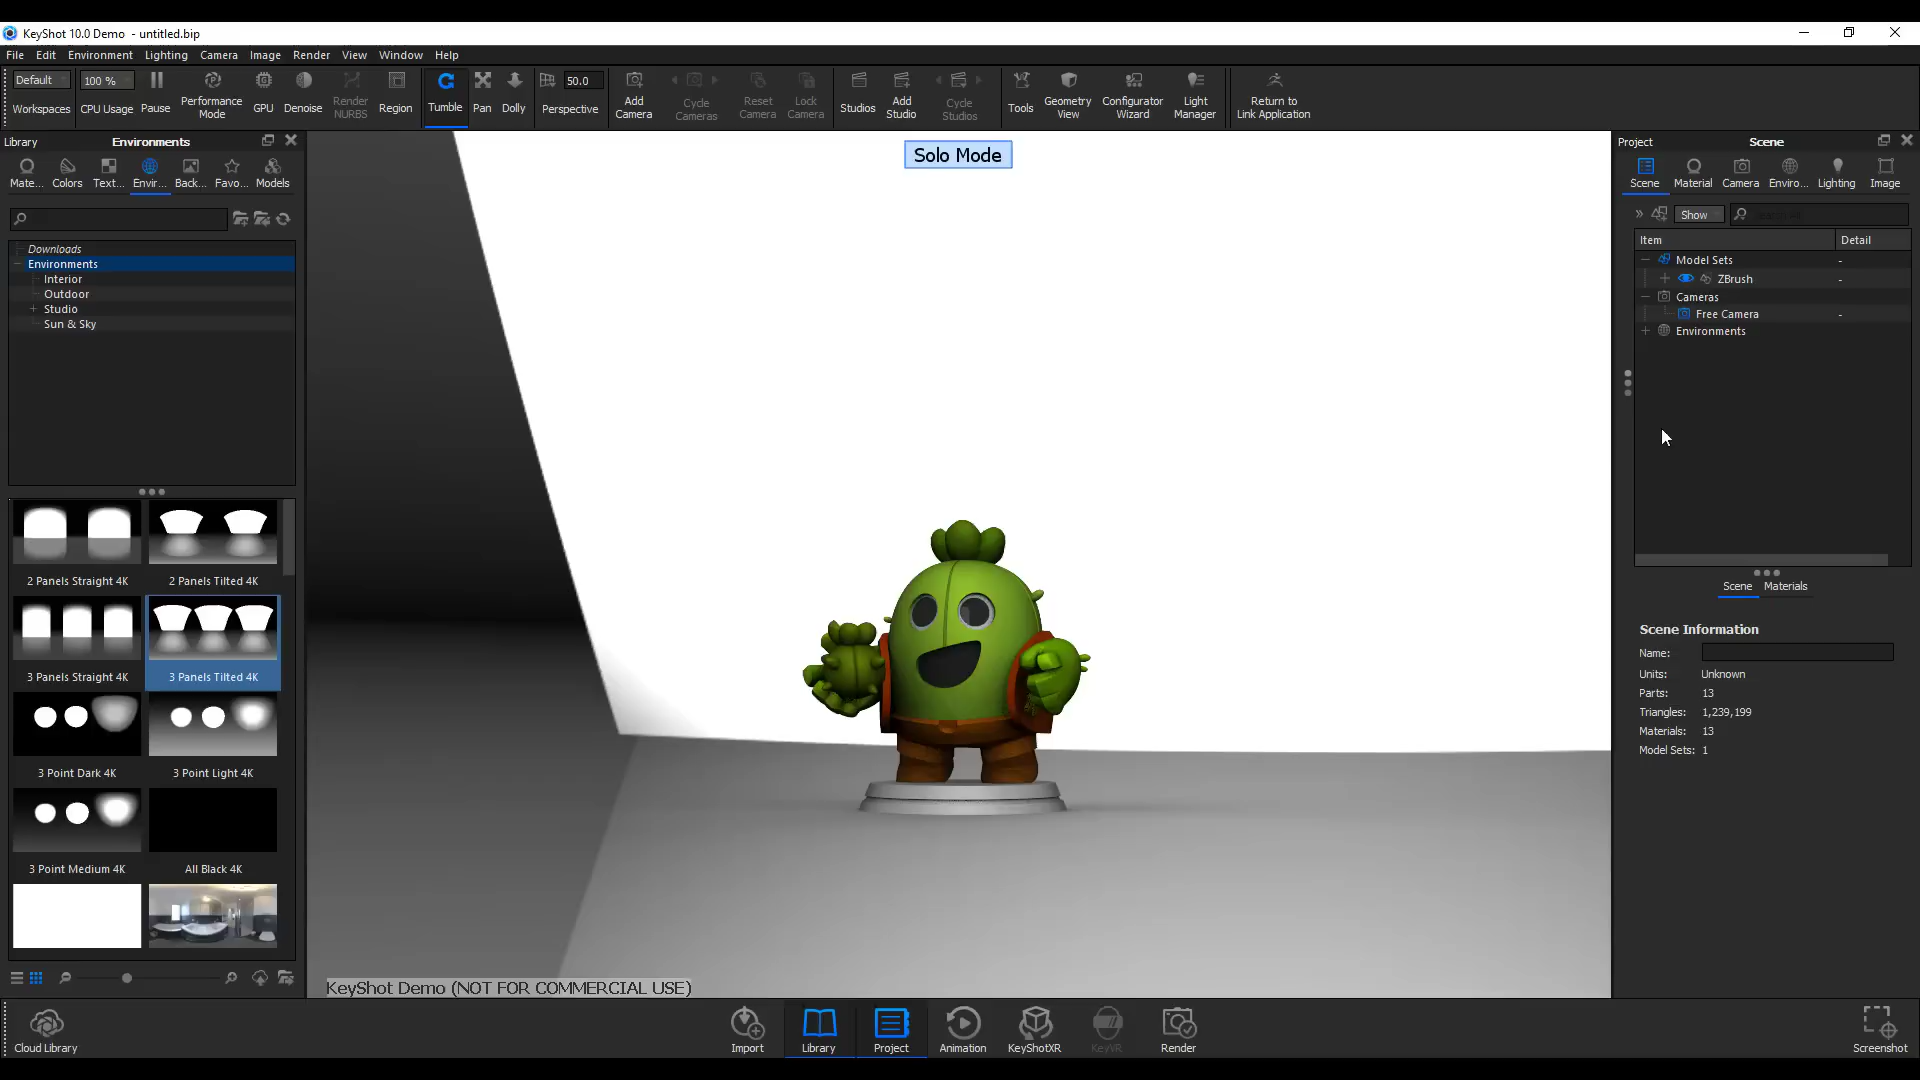 KeyShot 10.0 Demo - untitled.bip
File Edit Environment Lighting Camera Image Render View Window Help
Default 100 % 50.0
Workspaces CPU Usage Pause Performance Mode GPU Denoise Render NURBS Region Tumble Pan Dolly Perspective Add Camera Cycle Cameras Reset Camera Lock Camera Studios Add Studio Cycle Studios Tools Geometry View Configurator Wizard Light Manager Return to Link Application
Library Environments
Mate... Colors Text... Envir... Back... Favo... Models
Downloads
Environments
Interior
Outdoor
Studio
Sun & Sky
2 Panels Straight 4K 2 Panels Tilted 4K
3 Panels Straight 4K 3 Panels Tilted 4K
3 Point Dark 4K 3 Point Light 4K
3 Point Medium 4K All Black 4K
Solo Mode
KeyShot Demo (NOT FOR COMMERCIAL USE)
Project Scene
Scene Material Camera Enviro... Lighting Image
Show
Item Detail
Model Sets -
ZBrush -
Cameras
Free Camera -
Environments
Scene Materials
Scene Information
Name:
Units: Unknown
Parts: 13
Triangles: 1,239,199
Materials: 13
Model Sets: 1
Cloud Library Import Library Project Animation KeyShotXR KeyVR Render Screenshot